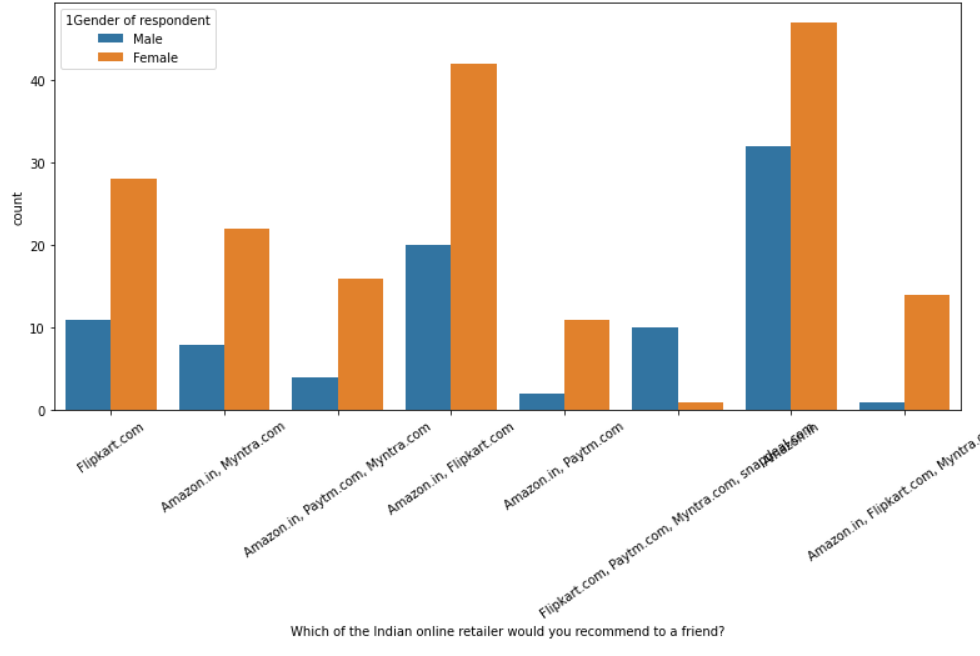 1Gender of respondent
Male
Female
count
40
30
20
10
0
Flipkart.com
Amazon.in, Myntra.com
Amazon.in, Paytm.com, Myntra.com
Amazon.in, Flipkart.com
Amazon.in, Paytm.com
Flipkart.com, Paytm.com, Myntra.com, snapdeal.com
Amazon.in
Amazon.in, Flipkart.com, Myntra.
Which of the Indian online retailer would you recommend to a friend?